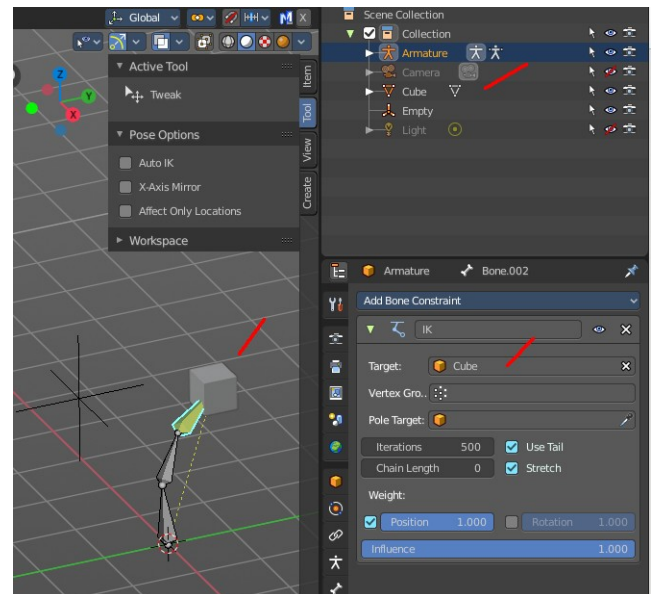 Global
X
Active Tool
Tweak
Pose Options
Auto IK
X-Axis Mirror
Affect Only Locations
Workspace
Item
Tool
View
Create
Z
Y
X
Scene Collection
Collection
Armature
Camera
Cube
Empty
Light
Armature Bone.002
Add Bone Constraint
IK
Target: Cube
Vertex Gro..
Pole Target:
Iterations 500 Use Tail
Chain Length 0 Stretch
Weight:
Position 1.000 Rotation 1.000
Influence 1.000